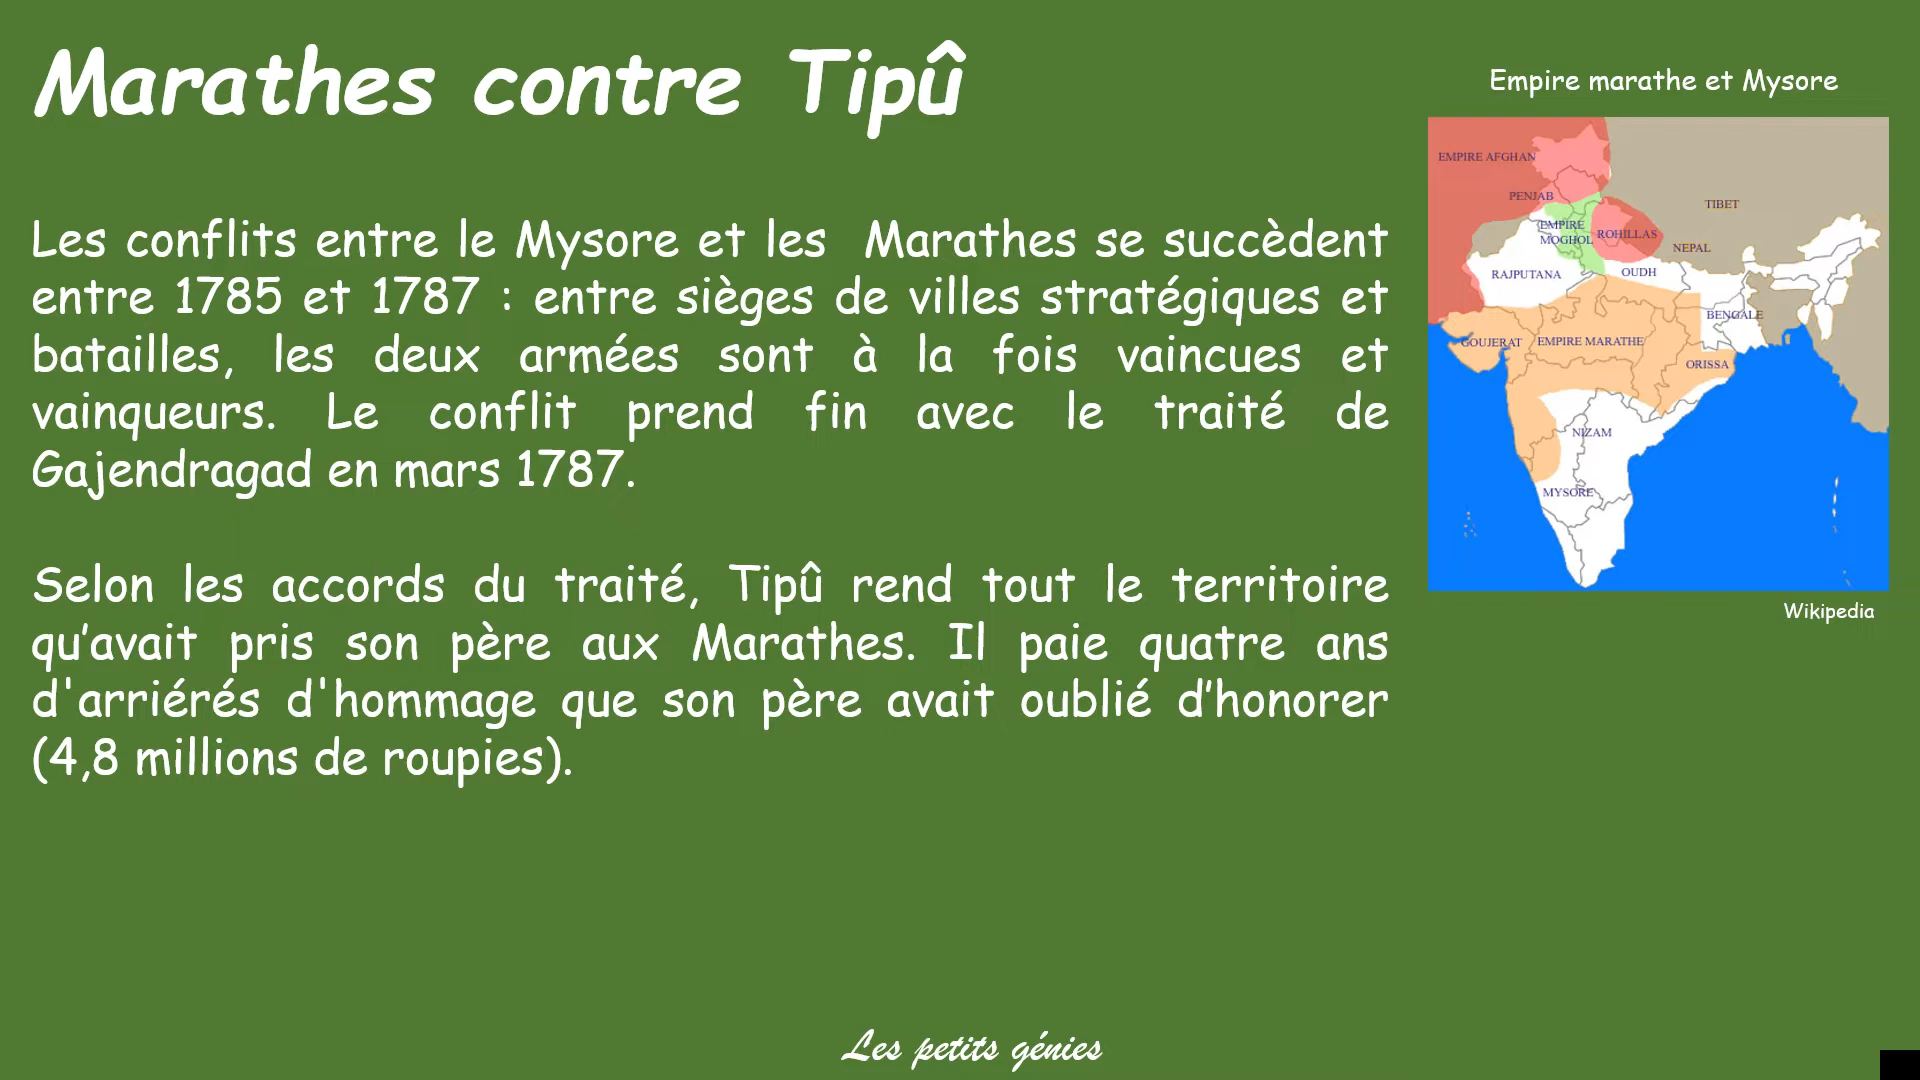 Marathes contre Tipû
Empire marathe et Mysore
Les conflits entre le Mysore et les Marathes se succèdent
entre 1785 et 1787 : entre sièges de villes stratégiques et
batailles, les deux armées sont à la fois vaincues et
vainqueurs. Le conflit prend fin avec le traité de
Gajendragad en mars 1787.
Selon les accords du traité, Tipû rend tout le territoire
qu’avait pris son père aux Marathes. Il paie quatre ans
d'arriérés d'hommage que son père avait oublié d’honorer
(4,8 millions de roupies).
EMPIRE AFGHAN
PENJAB
TIBET
EMPIRE
MOGHOL
ROHILLAS
NEPAL
RAJPUTANA
OUDH
BENGALE
GOUJERAT
EMPIRE MARATHE
ORISSA
NIZAM
MYSORE
Wikipedia
Les petits génies